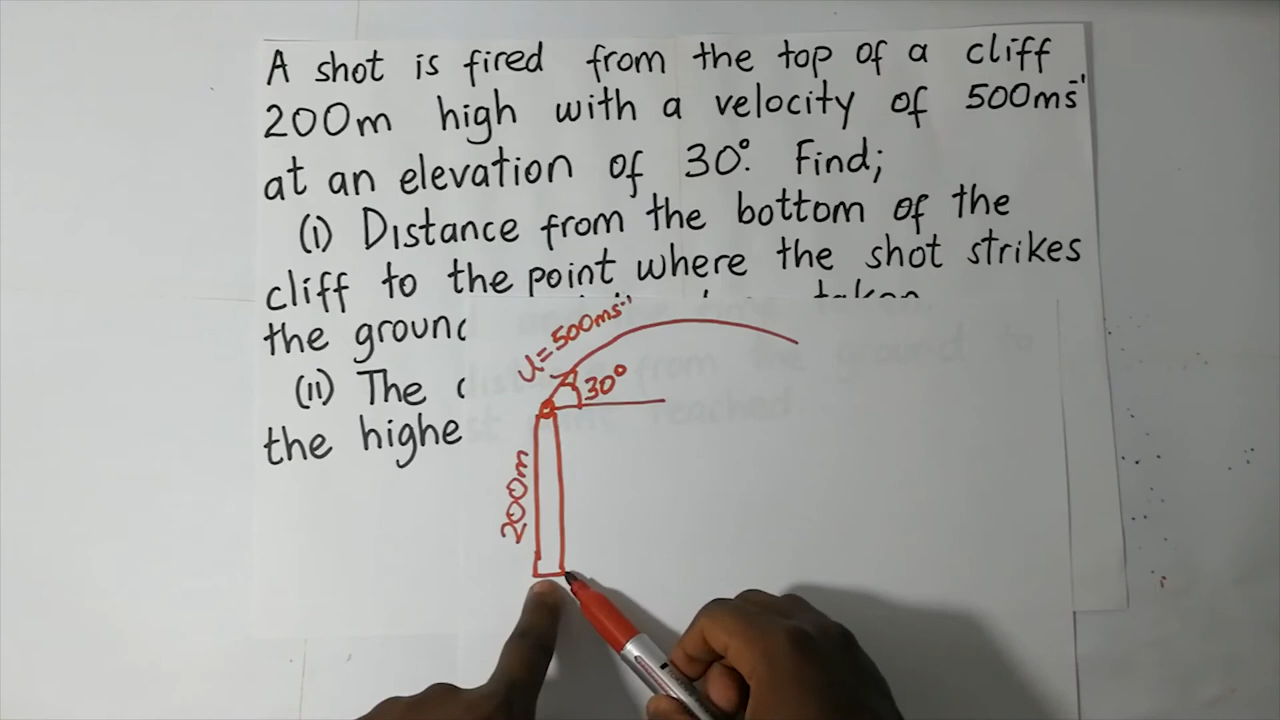 A shot is fired from the top of a cliff
200m high with a velocity of 500ms⁻¹
at an elevation of 30°. Find;
(i) Distance from the bottom of the
cliff to the point where the shot strikes
the ground taken
(ii) The
the highe
u=500ms⁻¹
30°
200m